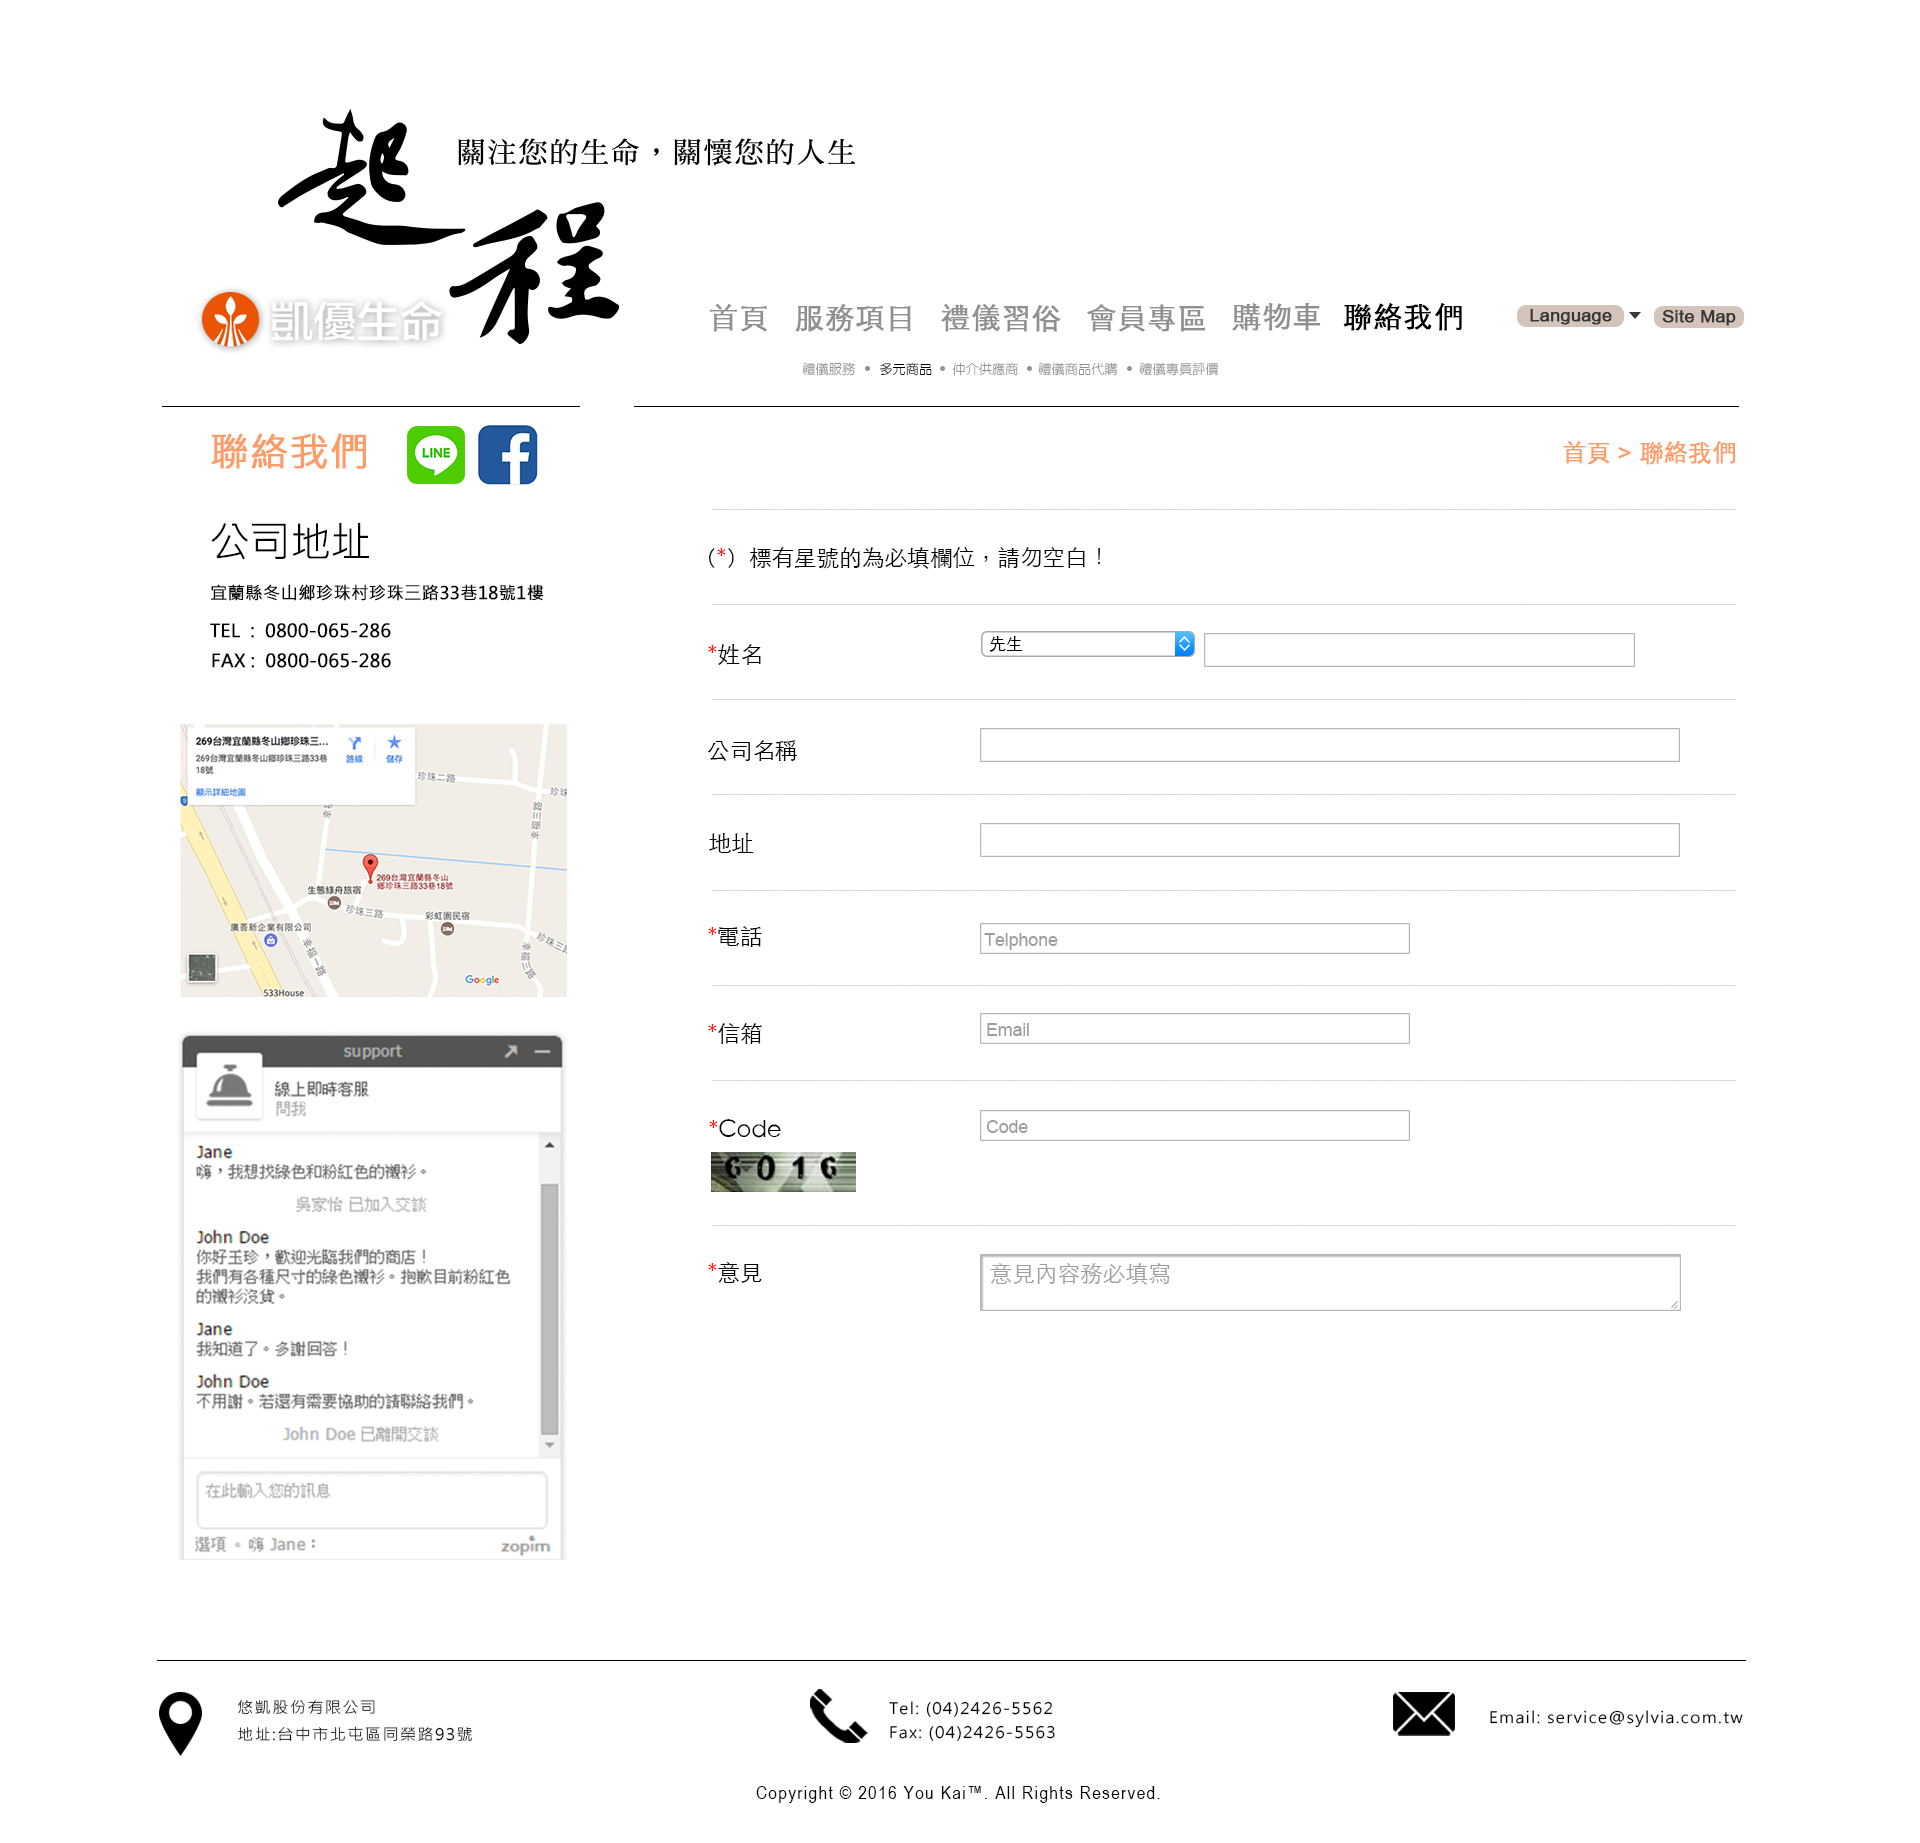 起程
關注您的生命，關懷您的人生
凱優生命
首頁 服務項目 禮儀習俗 會員專區 購物車 聯絡我們
Language Site Map
禮儀服務 • 多元商品 • 仲介供應商 • 禮儀商品代購 • 禮儀專員評價
聯絡我們
LINE
首頁 > 聯絡我們
公司地址
宜蘭縣冬山鄉珍珠村珍珠三路33巷18號1樓
TEL : 0800-065-286
FAX : 0800-065-286
269台灣宜蘭縣冬山鄉珍珠三...
269台灣宜蘭縣冬山鄉珍珠三路33巷
18號
路線
儲存
顯示詳細地圖
珍珠二路
珍珠
幸福三路
269台灣宜蘭縣冬山
鄉珍珠三路33巷18號
生態綠舟旅宿
珍珠三路
彩虹園民宿
廣善新企業有限公司
幸福一路
幸福三路
珍珠三路
Google
533House
support
線上即時客服
問我
Jane
嗨，我想找綠色和粉紅色的襯衫。
吳家怡 已加入交談
John Doe
你好玉珍，歡迎光臨我們的商店！
我們有各種尺寸的綠色襯衫。抱歉目前粉紅色
的襯衫沒貨。
Jane
我知道了。多謝回答！
John Doe
不用謝。若還有需要協助的請聯絡我們。
John Doe 已離開交談
在此輸入您的訊息
選項 • 嗨 Jane：
zopim
（*）標有星號的為必填欄位，請勿空白！
*姓名 先生
公司名稱
地址
*電話 Telphone
*信箱 Email
*Code Code
6016
*意見 意見內容務必填寫
悠凱股份有限公司
地址:台中市北屯區同榮路93號
Tel: (04)2426-5562
Fax: (04)2426-5563
Email: service@sylvia.com.tw
Copyright © 2016 You Kai™. All Rights Reserved.